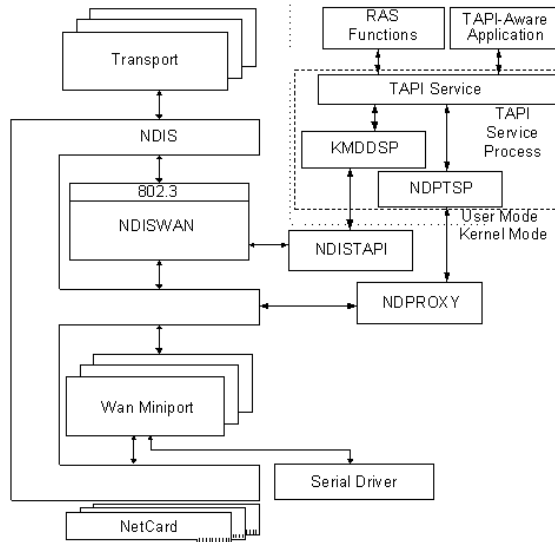 Transport
NDIS
802.3
NDISWAN
Wan Miniport
NetCard
RAS
Functions
TAPI-Aware
Application
TAPI Service
TAPI
Service
Process
KMDDSP
NDPTSP
User Mode
Kernel Mode
NDISTAPI
NDPROXY
Serial Driver